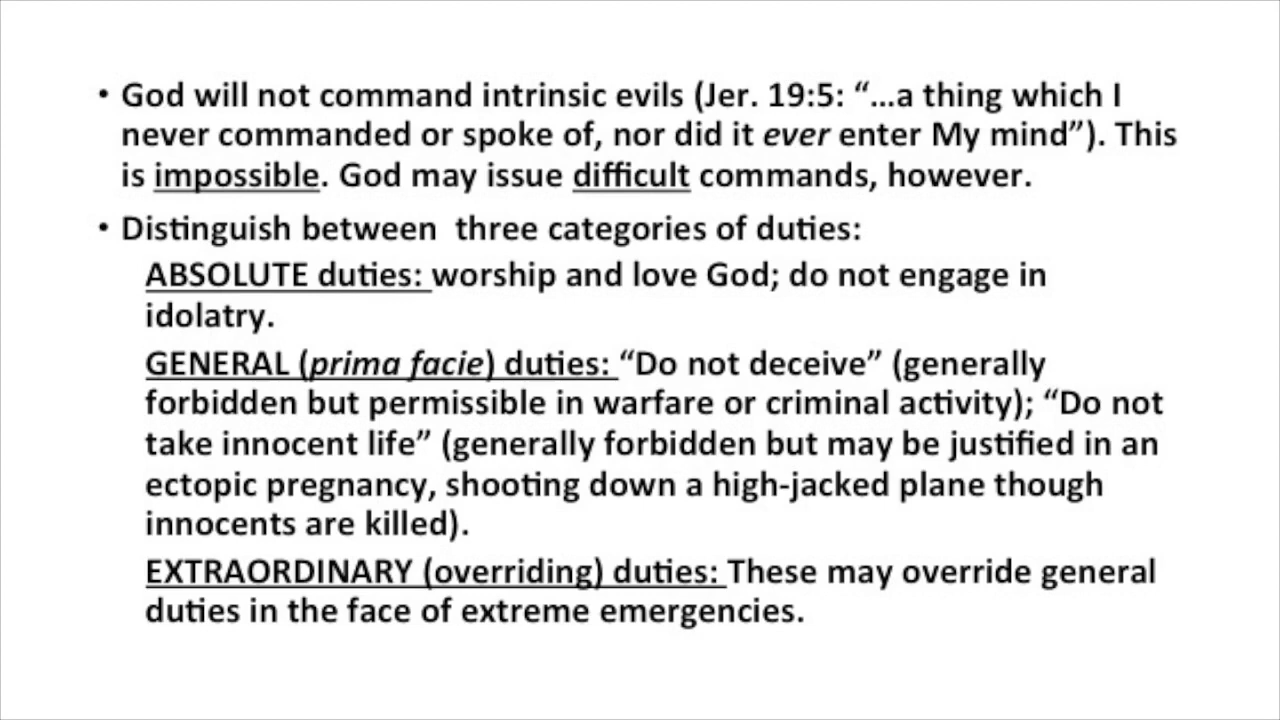 • God will not command intrinsic evils (Jer. 19:5: “…a thing which I
never commanded or spoke of, nor did it ever enter My mind”). This
is impossible. God may issue difficult commands, however.
• Distinguish between  three categories of duties:
ABSOLUTE duties: worship and love God; do not engage in
idolatry.
GENERAL (prima facie) duties: “Do not deceive” (generally
forbidden but permissible in warfare or criminal activity); “Do not
take innocent life” (generally forbidden but may be justified in an
ectopic pregnancy, shooting down a high-jacked plane though
innocents are killed).
EXTRAORDINARY (overriding) duties: These may override general
duties in the face of extreme emergencies.